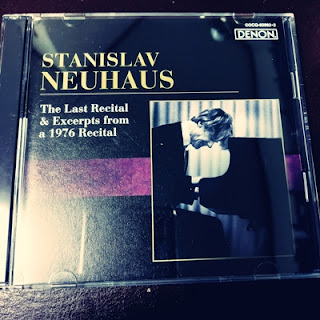 DENON
STANISLAV
NEUHAUS
The Last Recital
& Excerpts from
a 1976 Recital